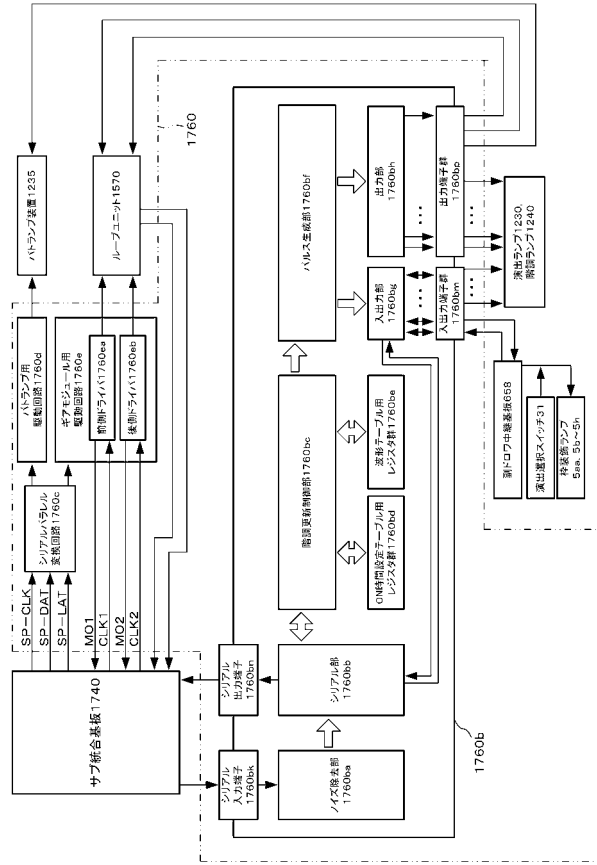 サブ統合基板1740
SP-CLK
SP-DAT
SP-LAT
MO1
CLK1
MO2
CLK2
シリアルパラレル
変換回路1760c
パトランプ用
駆動回路1760d
ギアモジュール用
駆動回路1760e
前側ドライバ1760ea
後側ドライバ1760eb
パトランプ装置1235
ループユニット1570
1760
シリアル
入力端子
1760bk
シリアル
出力端子
1760bn
ノイズ除去部
1760ba
シリアル部
1760bb
階調更新制御部1760bc
ON時間設定テーブル用
レジスタ群1760bd
波形テーブル用
レジスタ群1760be
パルス生成部1760bf
入出力部
1760bg
出力部
1760bh
入出力端子群
1760bm
出力端子群
1760bp
1760b
副ドロワ中継基板658
演出選択スイッチ31
枠装飾ランプ
5aa, 5b~5h
演出ランプ1230,
階調ランプ1240